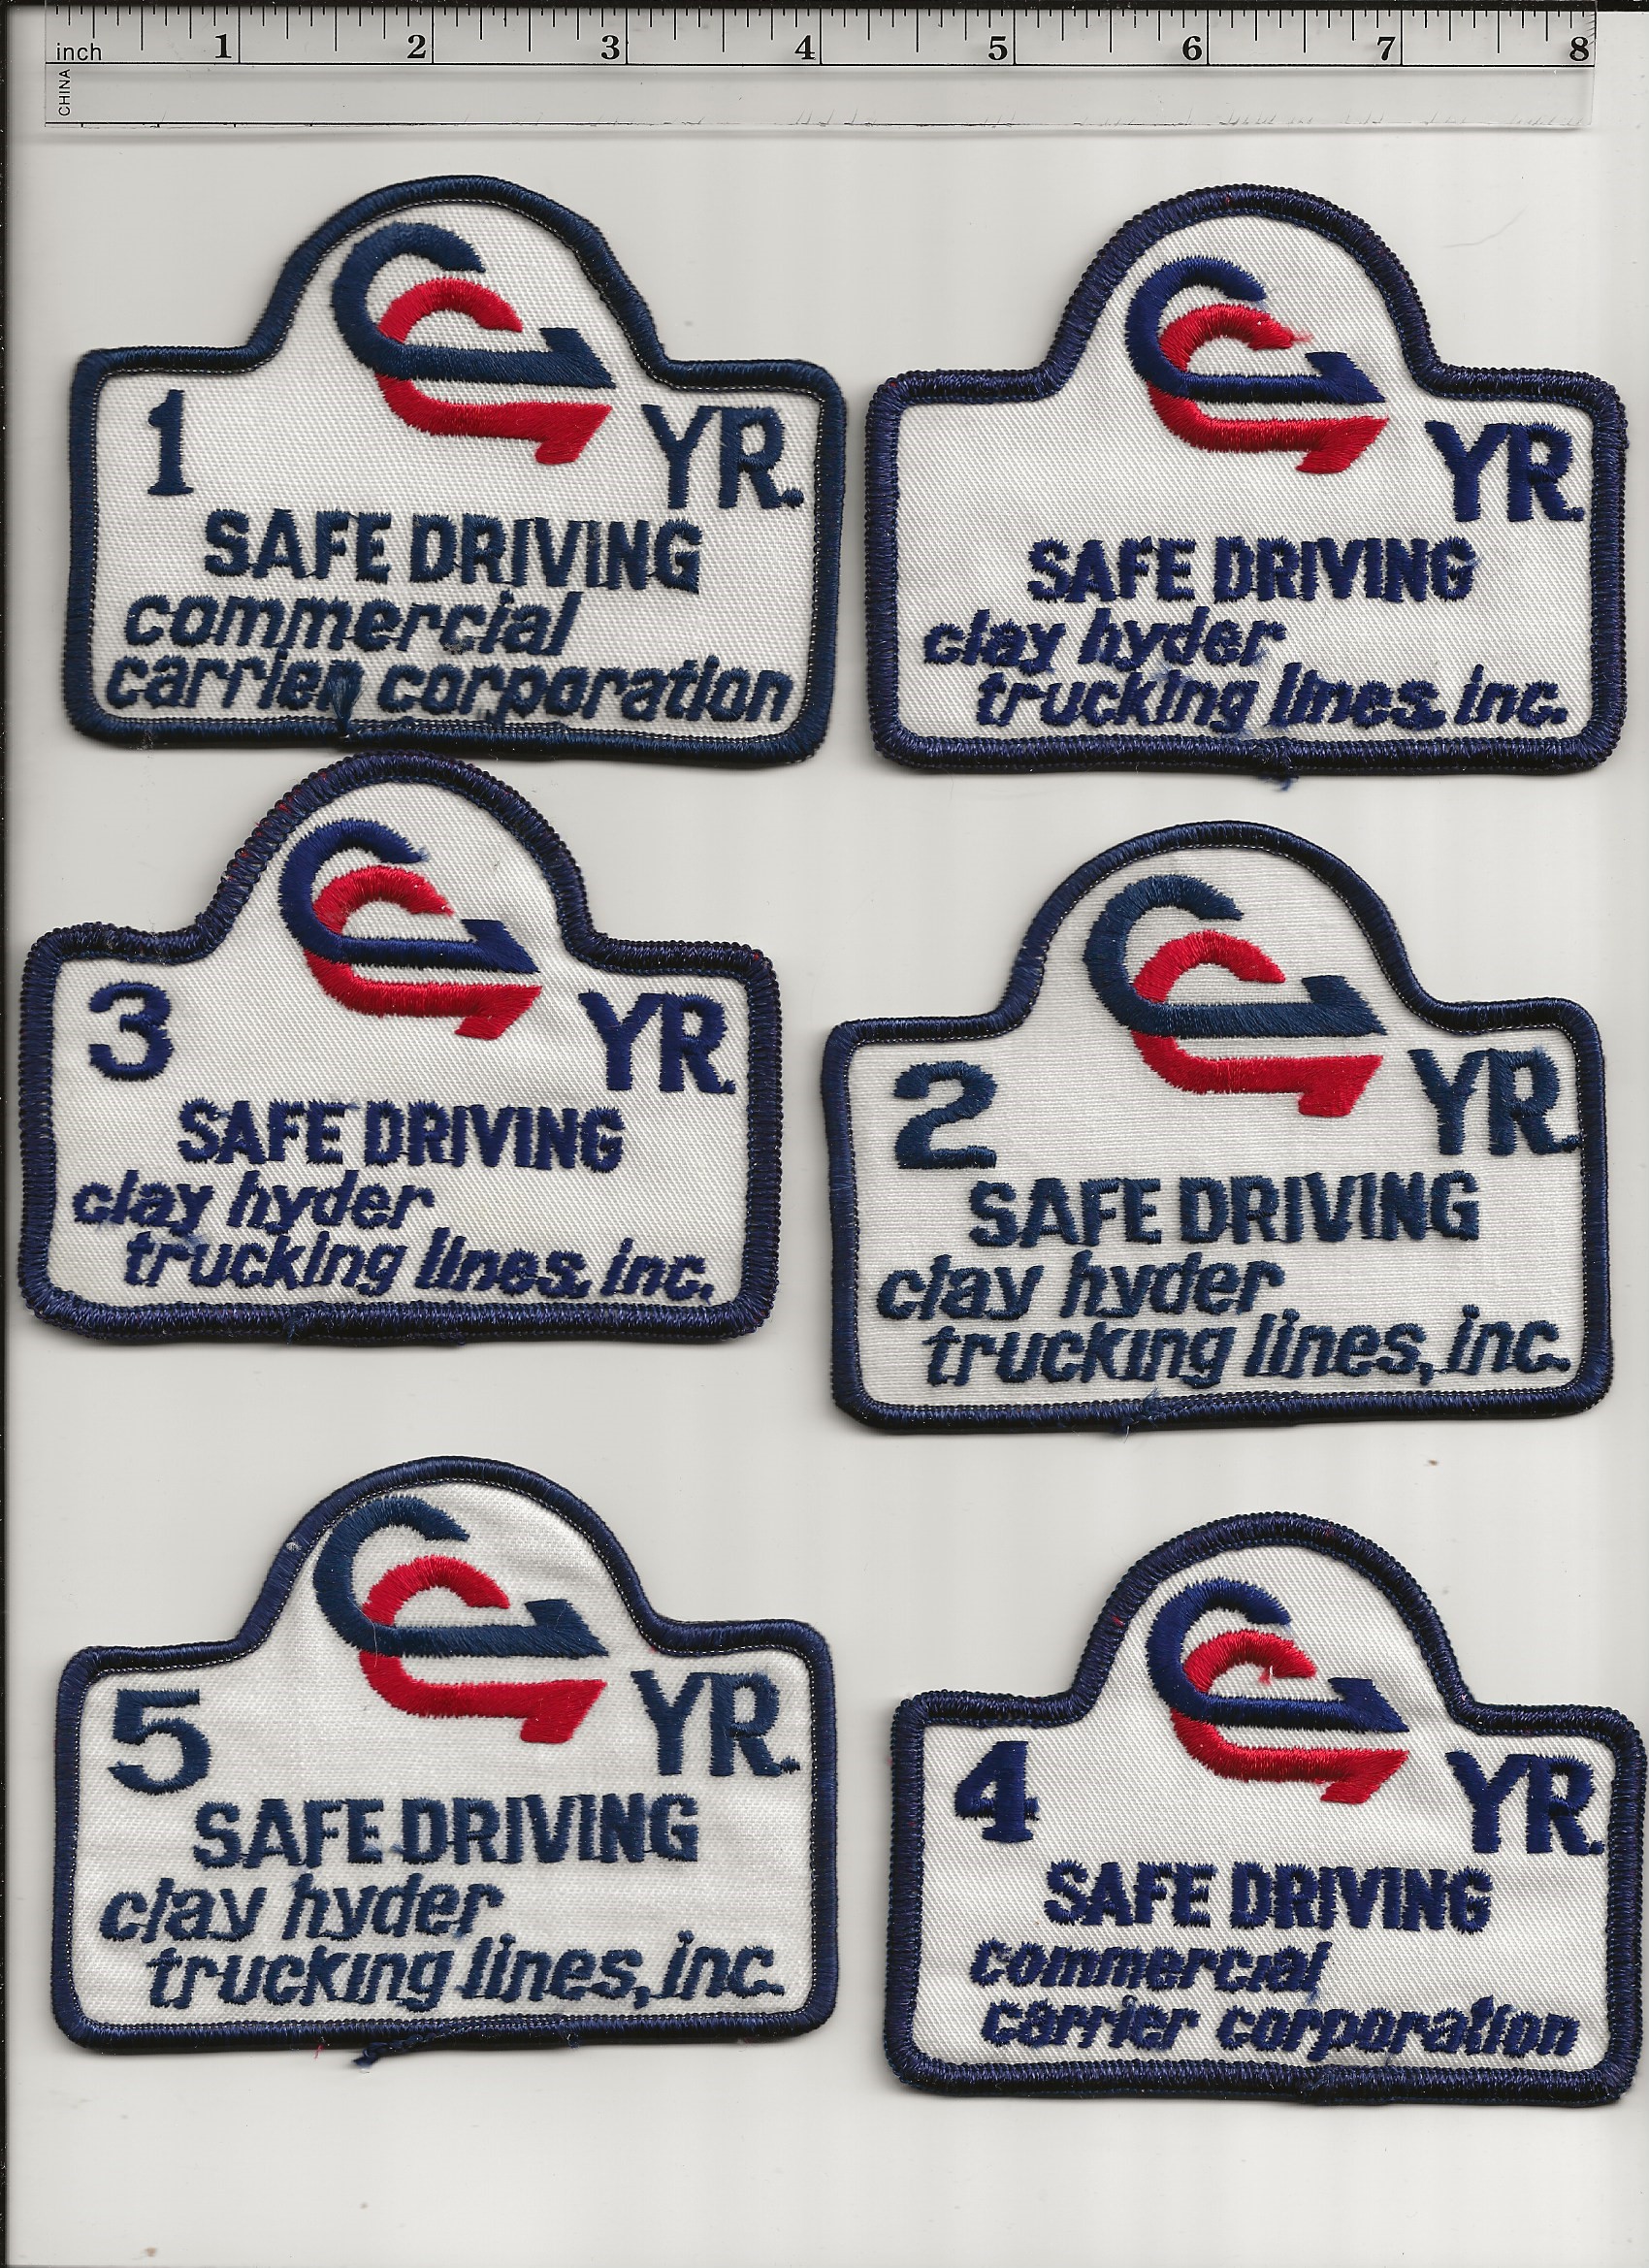 inch 1 2 3 4 5 6 7 8
CHINA
1 YR.
SAFE DRIVING
commercial
carrier corporation
YR.
SAFE DRIVING
clay hyder
trucking lines, inc.
3 YR.
SAFE DRIVING
clay hyder
trucking lines, inc.
2 YR.
SAFE DRIVING
clay hyder
trucking lines, inc.
5 YR.
SAFE DRIVING
clay hyder
trucking lines, inc.
4 YR.
SAFE DRIVING
commercial
carrier corporation